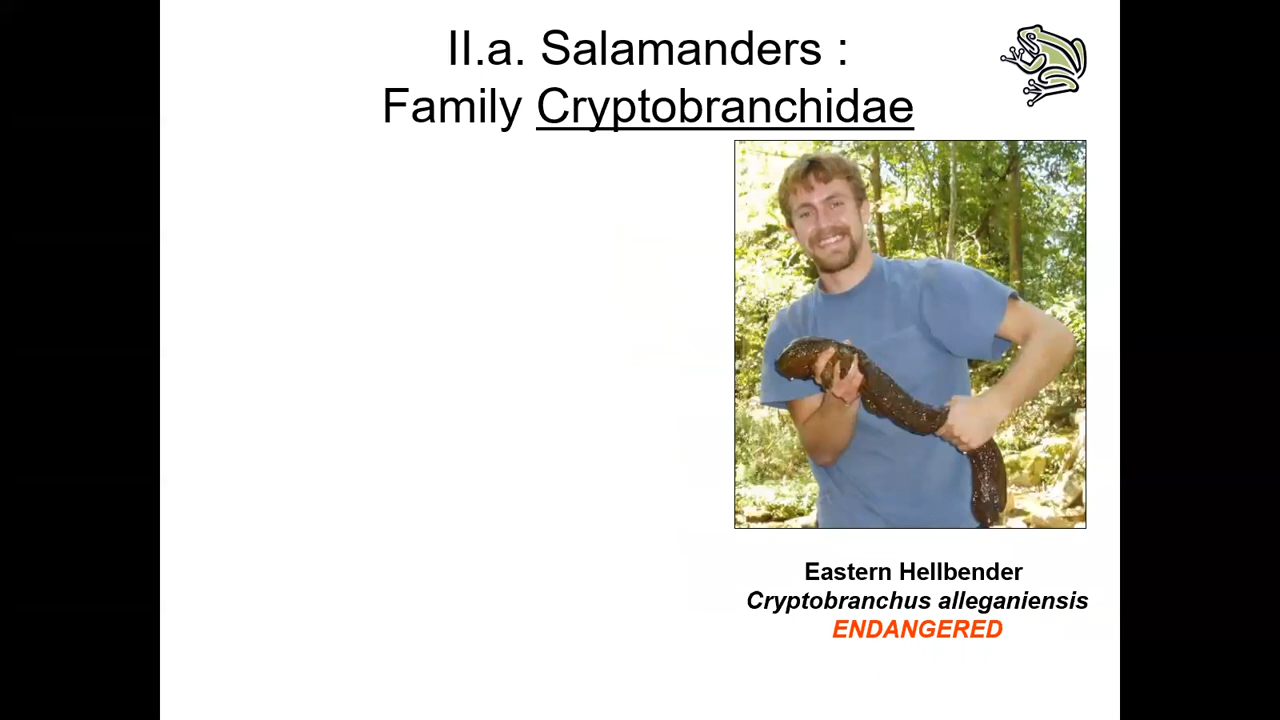 II.a. Salamanders :
Family Cryptobranchidae
Eastern Hellbender
Cryptobranchus alleganiensis
ENDANGERED